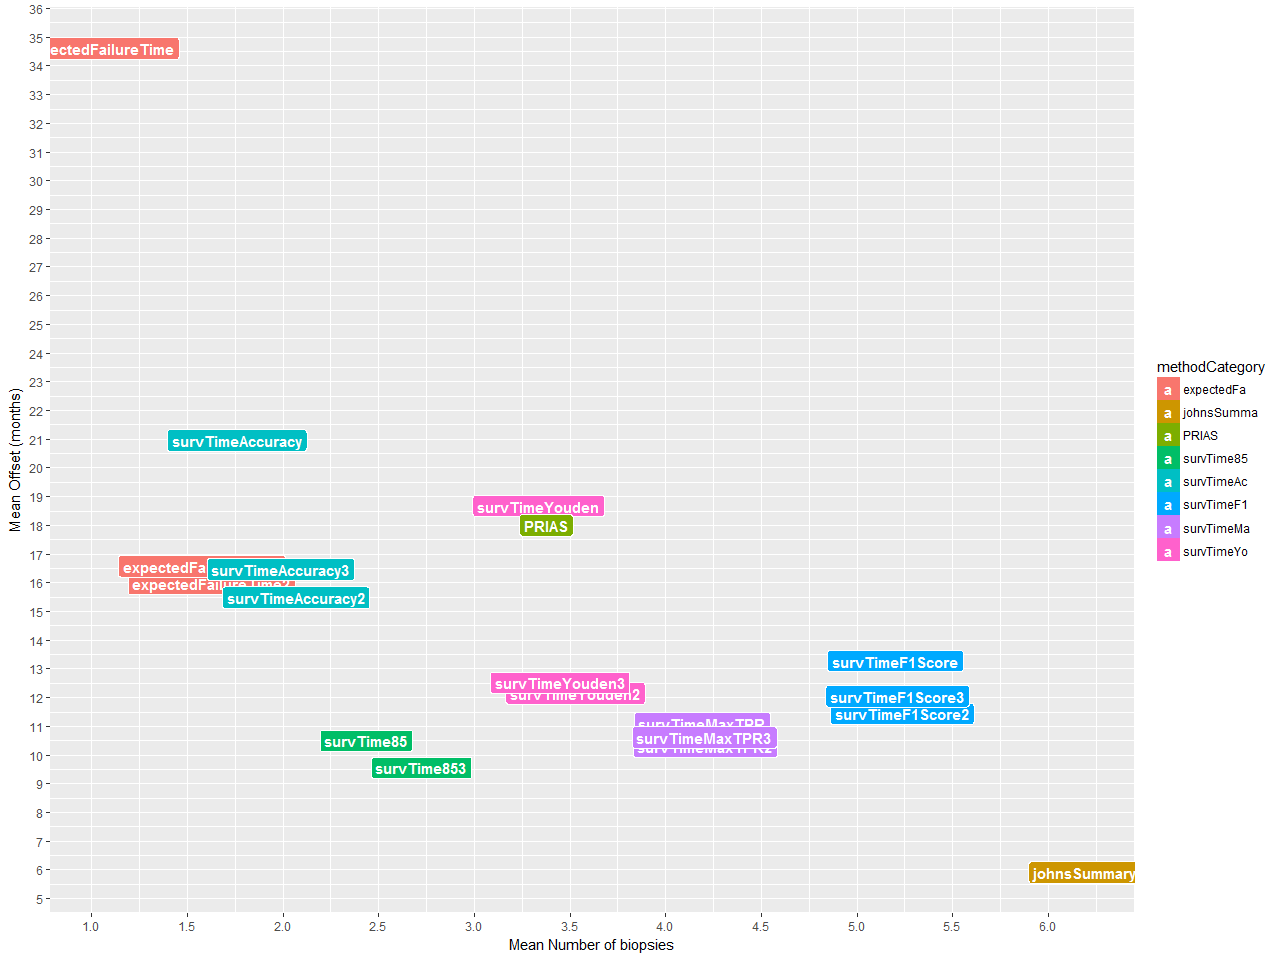 36
35
34
33
32
31
30
29
28
27
26
25
24
23
22
21
20
19
18
17
16
15
14
13
12
11
10
9
8
7
6
5
Mean Offset (months)
ectedFailureTime
survTimeAccuracy
survTimeYouden
PRIAS
expectedFa
survTimeAccuracy3
expectedFailureTime2
survTimeAccuracy2
survTimeF1Score
survTimeYouden3
survTimeYouden2
survTimeF1Score3
survTimeF1Score2
survTimeMaxTPR
survTimeMaxTPR3
survTimeMaxTPR2
survTime85
survTime853
johnsSummary
1.0 1.5 2.0 2.5 3.0 3.5 4.0 4.5 5.0 5.5 6.0
Mean Number of biopsies
methodCategory
a expectedFa
a johnsSumma
a PRIAS
a survTime85
a survTimeAc
a survTimeF1
a survTimeMa
a survTimeYo